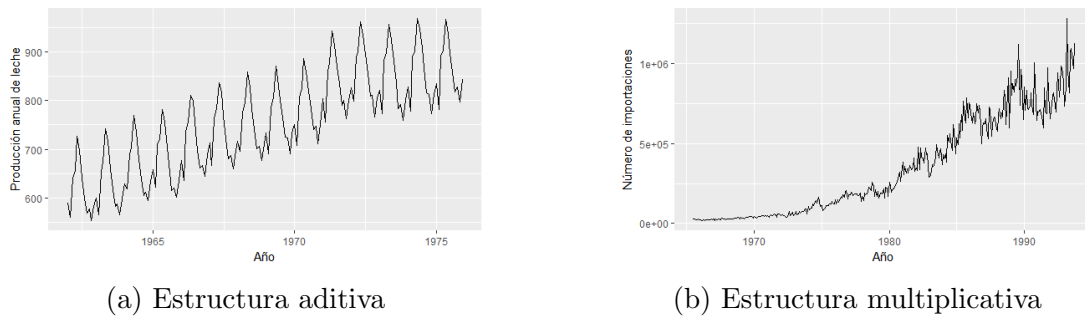 Producción anual de leche
900
800
700
600
1965
1970
1975
Año
(a) Estructura aditiva
Número de importaciones
1e+06
5e+05
0e+00
1970
1980
1990
Año
(b) Estructura multiplicativa